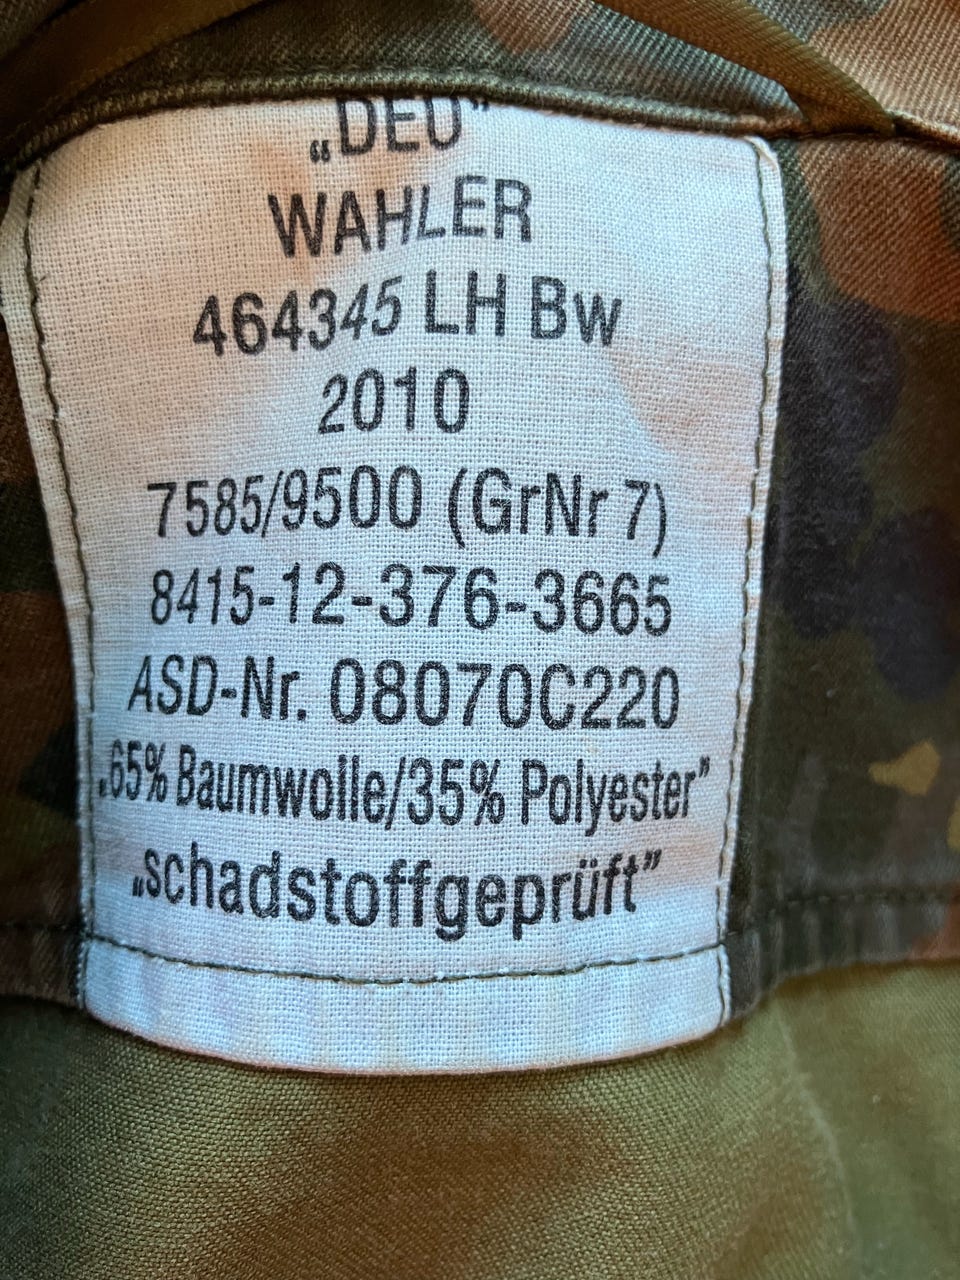 „DEU"
WAHLER
464345 LH Bw
2010
7585/9500 (GrNr 7)
8415-12-376-3665
ASD-Nr. 08070C220
„65% Baumwolle/35% Polyester”
„schadstoffgeprüft”